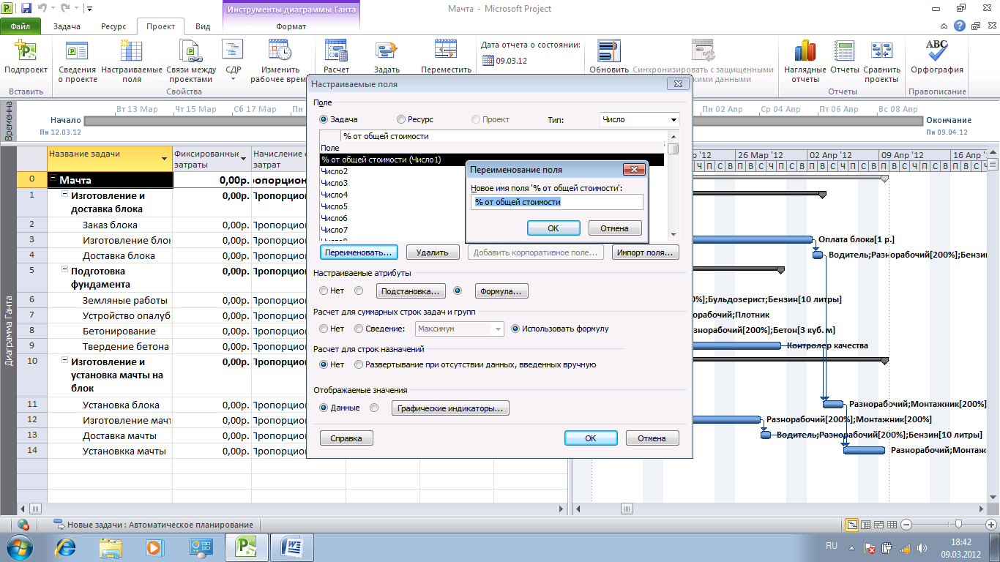 Инструменты диаграммы Ганта
Мачта - Microsoft Project
Файл Задача Ресурс Проект Вид Формат
Подпроект
Сведения о проекте
Настраиваемые поля
Связи между проектами
СДР
Изменить рабочее врем
Расчет
Задать
Переместить
Дата отчета о состоянии:
09.03.12
Обновить
Синхронизировать с защищенными
кими данными
Наглядные отчеты
Отчеты
Сравнить проекты
Орфография
ABC
Вставить
Свойства
Отчеты
Правописание
Временна
Вт 13 Мар Чт 15 Мар Сб 17 Мар Пн
Пн 02 Апр Ср 04 Апр Пт 06 Апр Вс 08 Апр
Начало
Пн 12.03.12
Окончание
Пн 09.04.12
Диаграмма Ганта
Название задачи
Фиксированные затраты
Начисление
затрат
0 Мачта 0,00р. ропорцион
1 Изготовление и доставка блока 0,00р. Пропорцион
2 Заказ блока 0,00р. Пропорцион
3 Изготовление бло 0,00р. Пропорцион
4 Доставка блока 0,00р. Пропорцион
5 Подготовка фундамента 0,00р. Пропорцион
6 Земляные работы 0,00р. Пропорцион
7 Устройство опалуб 0,00р. Пропорцион
8 Бетонирование 0,00р. Пропорцион
9 Твердение бетона 0,00р. Пропорцион
10 Изготовление и установка мачты на блок 0,00р. Пропорцион
11 Установка блока 0,00р. Пропорцион
12 Изготовление мачт 0,00р. Пропорцион
13 Доставка мачты 0,00р. Пропорцион
14 Установкка мачты 0,00р. Пропорцион
Настраиваемые поля
Поле
Задача Ресурс Проект Тип: Число
% от общей стоимости
Поле
% от общей стоимости (Число1)
Число2
Число3
Число4
Число5
Число6
Число7
Переименование поля
Новое имя поля '% от общей стоимости':
% от общей стоимости
OK Отмена
Переименовать... Удалить Добавить корпоративное поле... Импорт поля...
Настраиваемые атрибуты
Нет Подстановка... Формула...
Расчет для суммарных строк задач и групп
Нет Сведение: Максимум Использовать формулу
Расчет для строк назначений
Нет Развертывание при отсутствии данных, введенных вручную
Отображаемые значения
Данные Графические индикаторы...
Справка OK Отмена
'12 26 Мар '12 02 Апр '12 09 Апр '12 16 Апр '
П С В П В С Ч П С В П В С Ч П С В П В С Ч П С В П В С Ч
Оплата блока[1 р.]
Водитель;Разнорабочий[200%];Бензин
%];Бульдозерист;Бензин[10 литры]
орабочий;Плотник
знорабочий[200%];Бетон[3 куб. м]
Контролер качества
Разнорабочий;Монтажник[200%]
Разнорабочий[200%];Монтажник[200%]
Водитель;Разнорабочий[200%];Бензин[10 литры]
Разнорабочий;Монтаж
Новые задачи : Автоматическое планирование
RU
18:42
09.03.2012